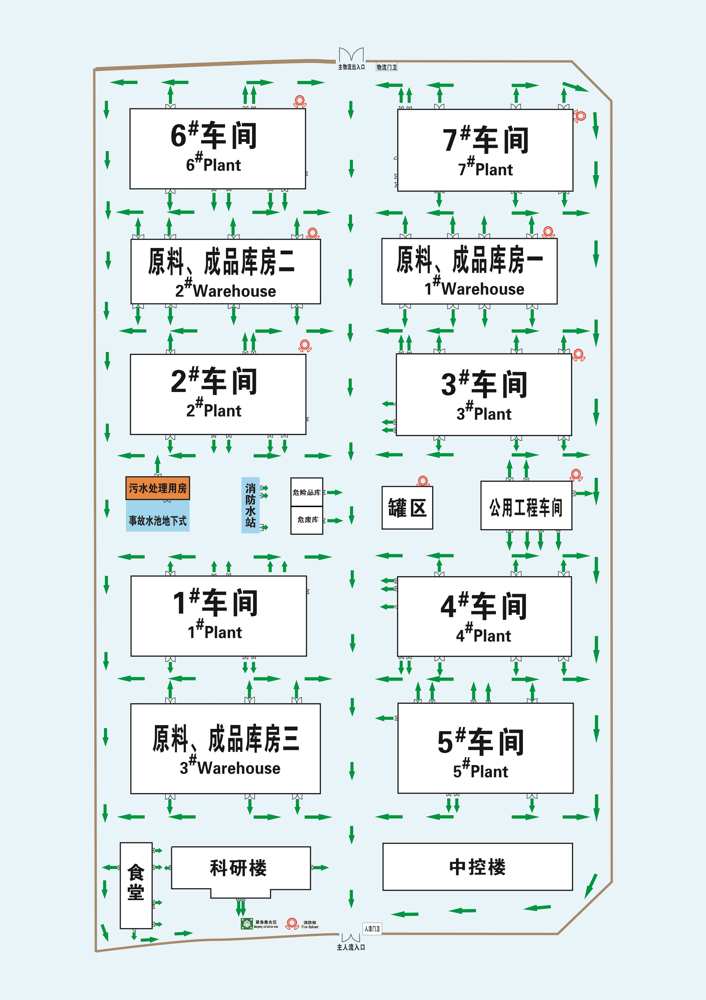 主物流出入口
物流门卫
6#车间
6#Plant
7#车间
7#Plant
原料、成品库房二
2#Warehouse
原料、成品库房一
1#Warehouse
2#车间
2#Plant
3#车间
3#Plant
污水处理用房
事故水池地下式
消防水站
危险品库
危废库
罐区
公用工程车间
1#车间
1#Plant
4#车间
4#Plant
原料、成品库房三
3#Warehouse
5#车间
5#Plant
食堂
科研楼
中控楼
紧急集合区
Emergency collection area
消防栓
Fire Hydrant
人流门卫
主人流入口